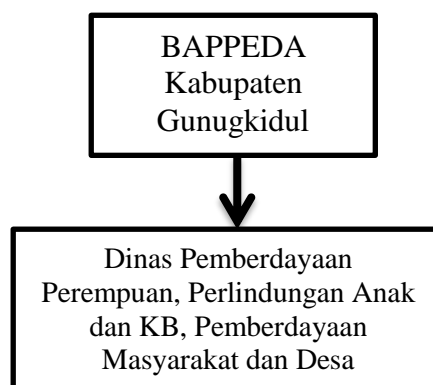 BAPPEDA
Kabupaten
Gunugkidul
Dinas Pemberdayaan
Perempuan, Perlindungan Anak
dan KB, Pemberdayaan
Masyarakat dan Desa